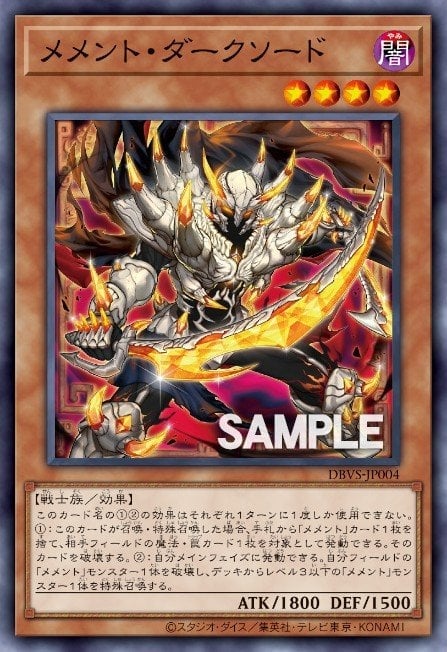 メメント・ダークソード
闇
やみ
SAMPLE
DBVS-JP004
【戦士族/効果】
このカード名の①②の効果はそれぞれ1ターンに1度しか使用できない。
①:このカードが召喚・特殊召喚した場合、手札から「メメント」カード1枚を
捨て、相手フィールドの魔法・罠カード1枚を対象として発動できる。その
カードを破壊する。②:自分メインフェイズに発動できる。自分フィールドの
「メメント」モンスター1体を破壊し、デッキからレベル3以下の「メメント」モン
スター1体を特殊召喚する。
ATK/1800 DEF/1500
©スタジオ・ダイス/集英社・テレビ東京・KONAMI